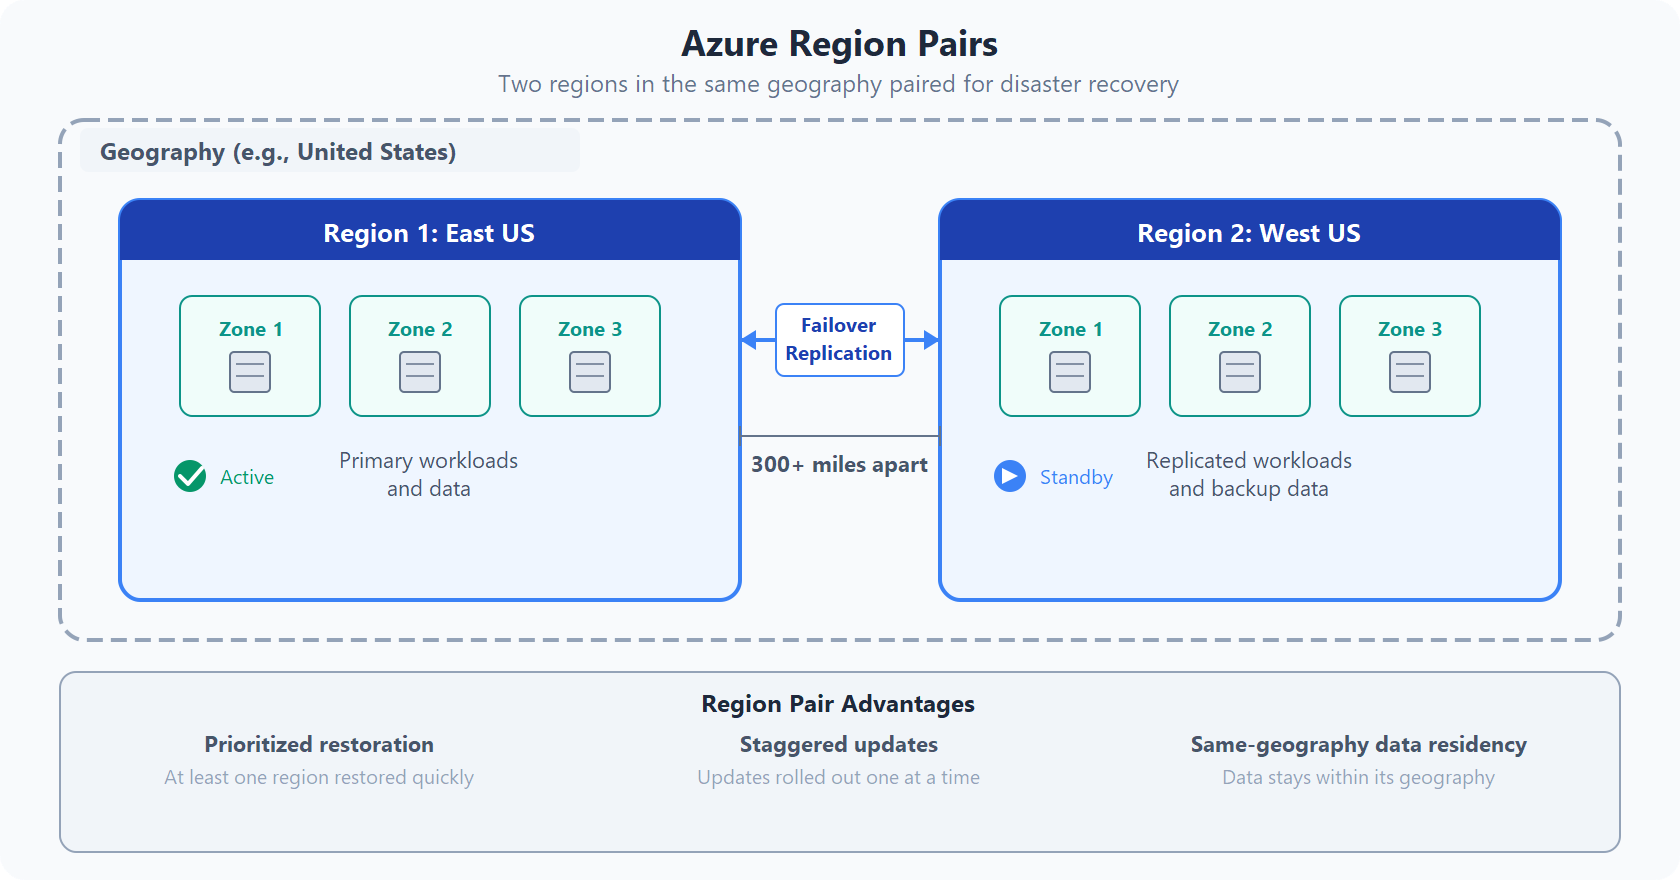 Azure Region Pairs
Two regions in the same geography paired for disaster recovery
Geography (e.g., United States)
Region 1: East US
Zone 1
Zone 2
Zone 3
Active
Primary workloads
and data
Failover
Replication
300+ miles apart
Region 2: West US
Zone 1
Zone 2
Zone 3
Standby
Replicated workloads
and backup data
Region Pair Advantages
Prioritized restoration
At least one region restored quickly
Staggered updates
Updates rolled out one at a time
Same-geography data residency
Data stays within its geography